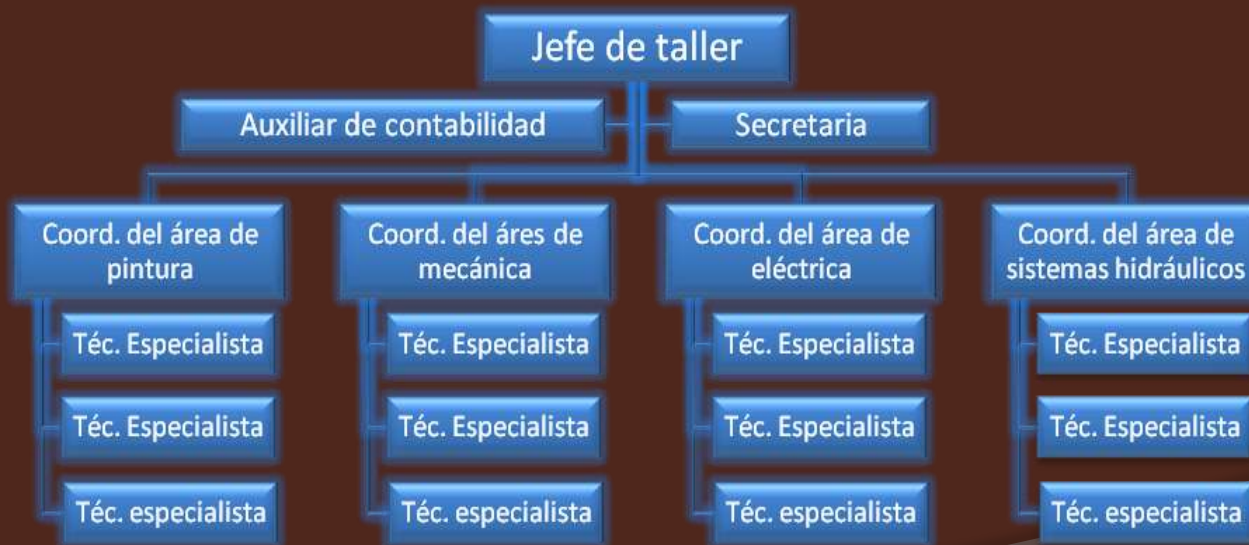 Jefe de taller
Auxiliar de contabilidad
Secretaria
Coord. del área de
pintura
Coord. del áres de
mecánica
Coord. del área de
eléctrica
Coord. del área de
sistemas hidráulicos
Téc. Especialista
Téc. Especialista
Téc. Especialista
Téc. Especialista
Téc. Especialista
Téc. Especialista
Téc. Especialista
Téc. Especialista
Téc. especialista
Téc. especialista
Téc. especialista
Téc. especialista